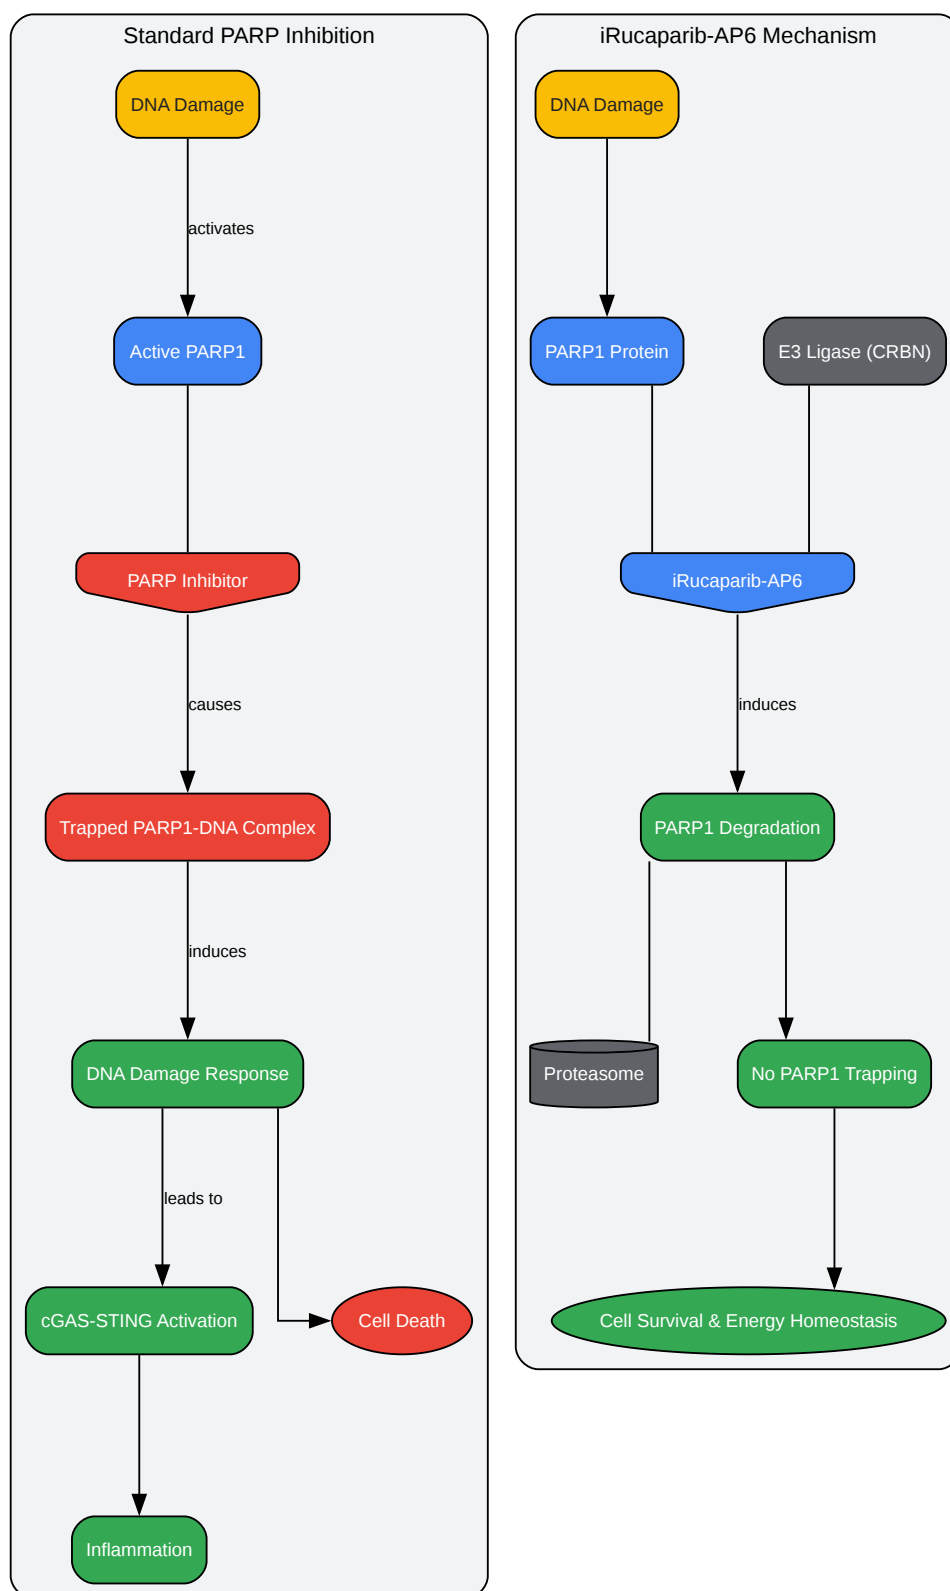 Standard PARP Inhibition
DNA Damage
activates
Active PARP1
PARP Inhibitor
causes
Trapped PARP1-DNA Complex
induces
DNA Damage Response
leads to
cGAS-STING Activation
Cell Death
Inflammation
iRucaparib-AP6 Mechanism
DNA Damage
PARP1 Protein
E3 Ligase (CRBN)
iRucaparib-AP6
induces
PARP1 Degradation
Proteasome
No PARP1 Trapping
Cell Survival & Energy Homeostasis